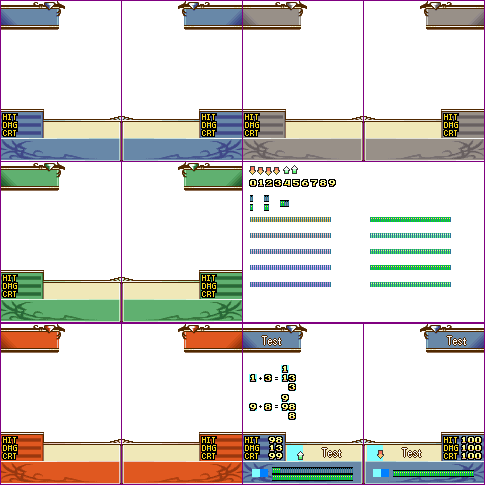 HIT
DMG
CRT
HIT
DMG
CRT
HIT
DMG
CRT
HIT
DMG
CRT
HIT
DMG
CRT
HIT
DMG
CRT
0123456789
HIT
DMG
CRT
HIT
DMG
CRT
Test
Test
1
1+3=13
3
9
9+8=98
8
HIT 98
DMG 13
CRT 99
Test
Test
HIT 100
DMG 100
CRT 100